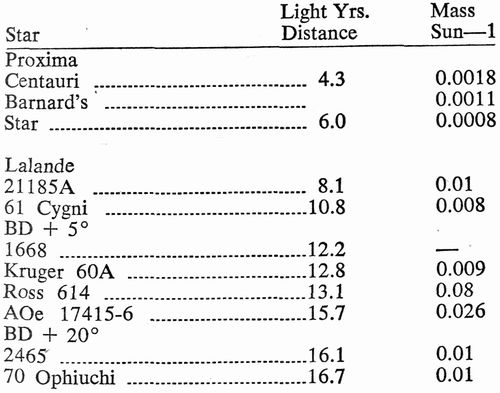 Light Yrs. Mass
Star Distance Sun—1
Proxima
Centauri ........................................ 4.3 0.0018
Barnard's ........................................ 0.0011
Star ........................................ 6.0 0.0008
Lalande
21185A ........................................ 8.1 0.01
61 Cygni ........................................ 10.8 0.008
BD + 5°
1668 ........................................ 12.2 —
Kruger 60A ........................................ 12.8 0.009
Ross 614 ........................................ 13.1 0.08
AOe 17415-6 ........................................ 15.7 0.026
BD + 20°
2465 ........................................ 16.1 0.01
70 Ophiuchi ........................................ 16.7 0.01